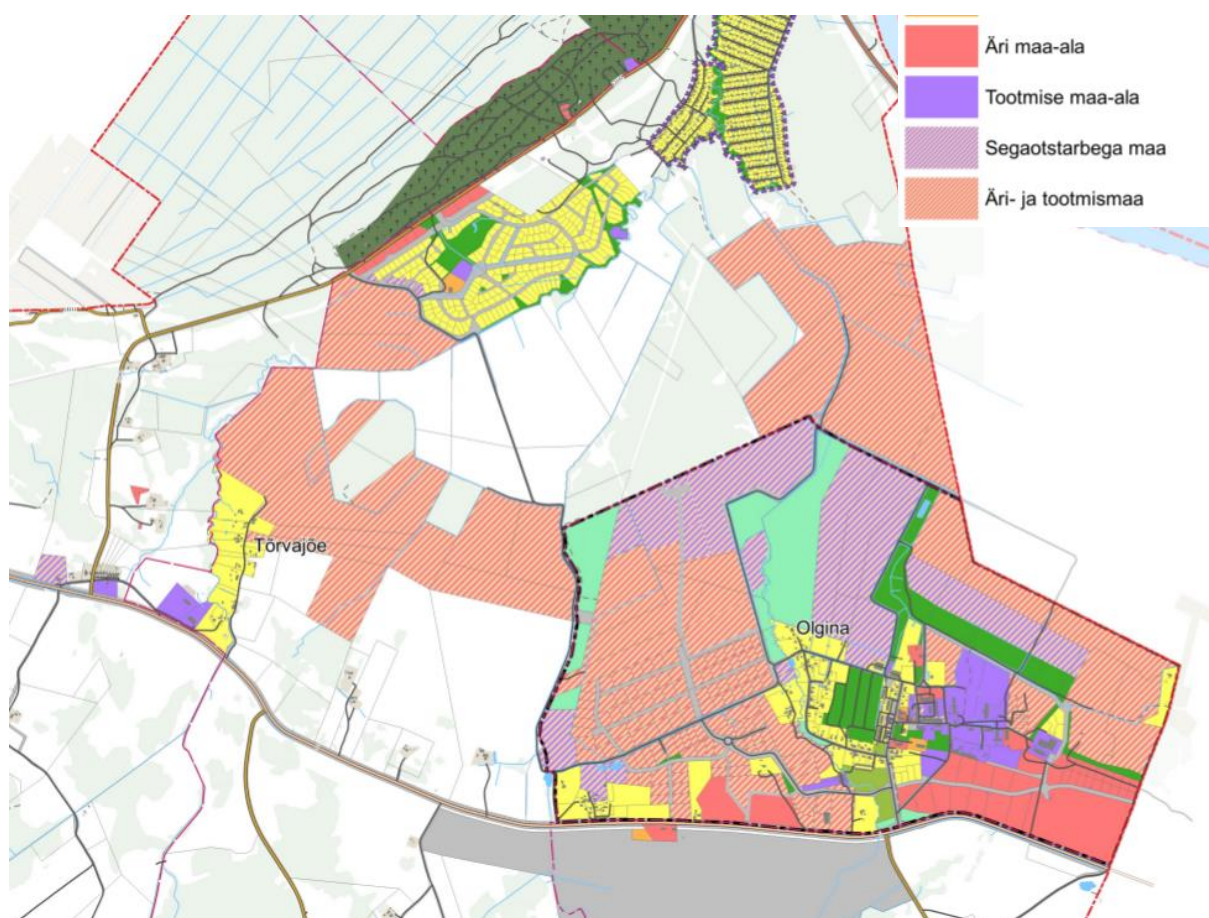 Äri maa-ala
Tootmise maa-ala
Segaotstarbega maa
Äri- ja tootmismaa
Tõrvajõe
Olgina